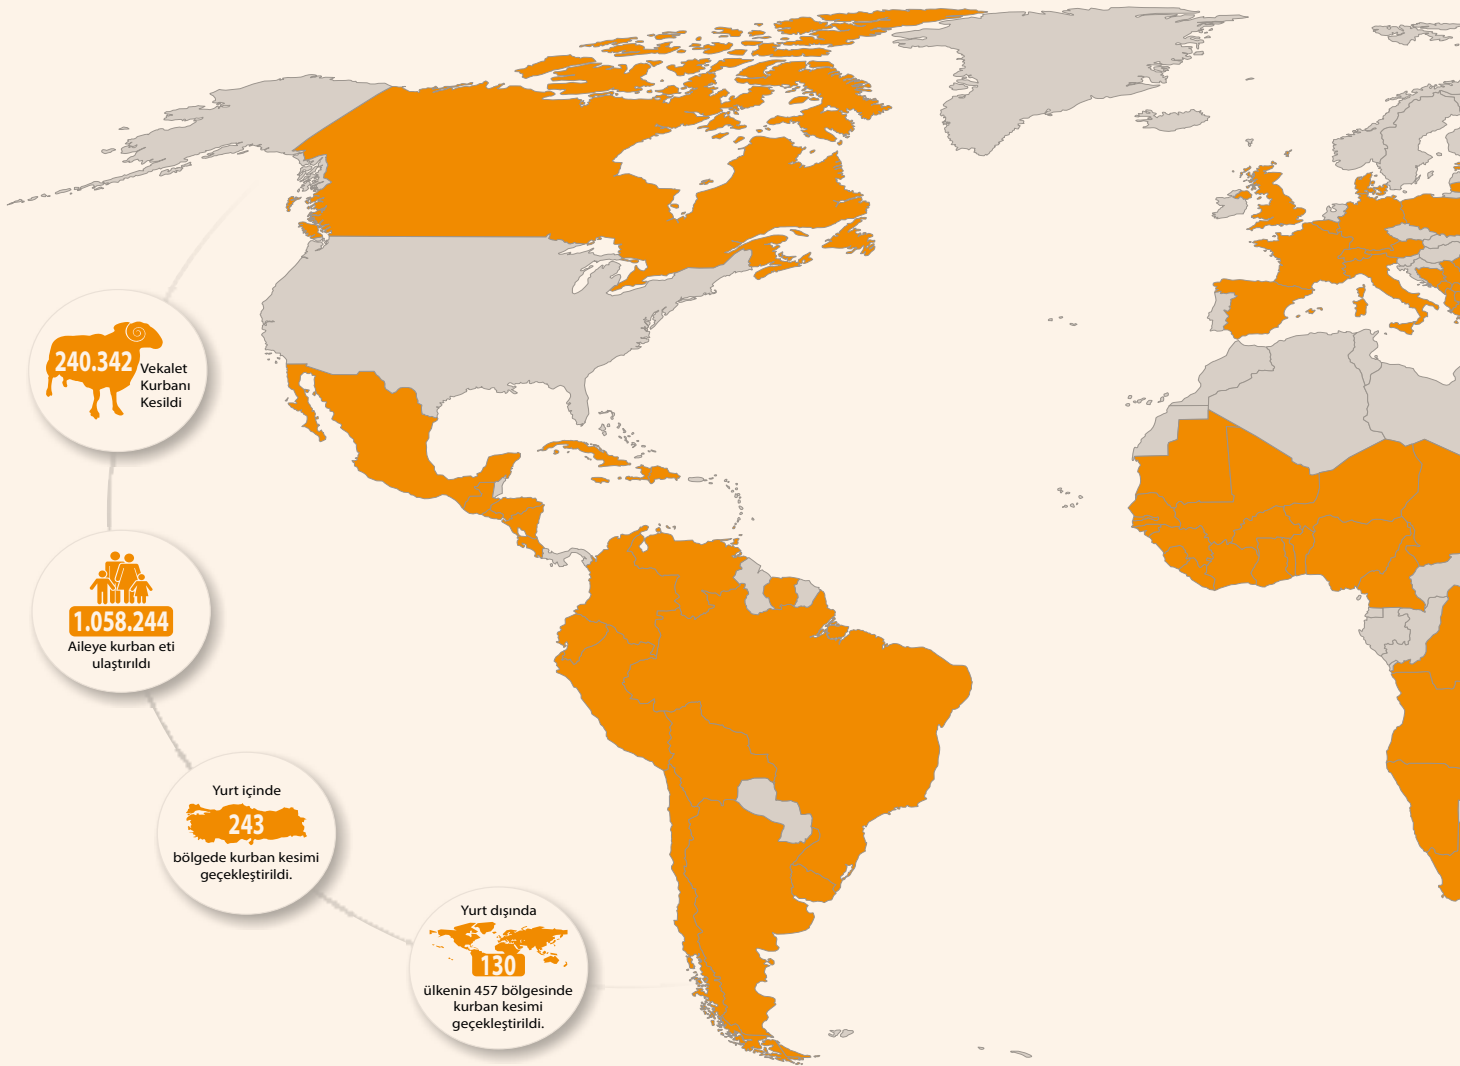 240.342
Vekalet
Kurbanı
Kesildi
1.058.244
Aileye kurban eti
ulaştırıldı
Yurt içinde
243
bölgede kurban kesimi
geçekleştirildi.
Yurt dışında
130
ülkenin 457 bölgesinde
kurban kesimi
geçekleştirildi.